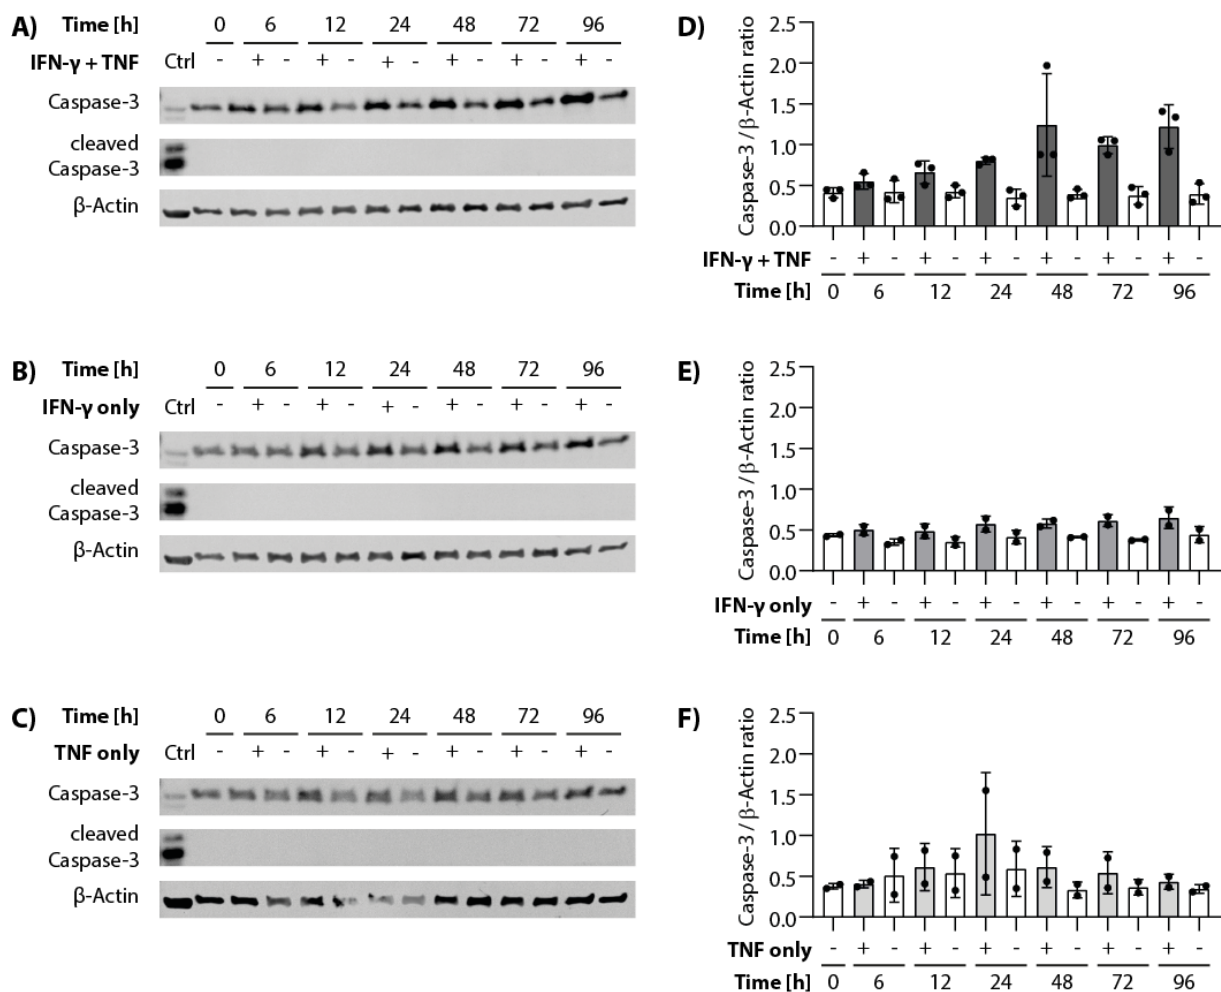 A) Time [h] 0 6 12 24 48 72 96
IFN-γ + TNF Ctrl - + - + - + - + - + - + -
Caspase-3
cleaved
Caspase-3
β-Actin
D)
Caspase-3 / β-Actin ratio
2.5
2.0
1.5
1.0
0.5
0.0
IFN-γ + TNF - + - + - + - + - + - + -
Time [h] 0 6 12 24 48 72 96
B) Time [h] 0 6 12 24 48 72 96
IFN-γ only Ctrl - + - + - + - + - + - + -
Caspase-3
cleaved
Caspase-3
β-Actin
E)
Caspase-3 / β-Actin ratio
2.5
2.0
1.5
1.0
0.5
0.0
IFN-γ only - + - + - + - + - + - + -
Time [h] 0 6 12 24 48 72 96
C) Time [h] 0 6 12 24 48 72 96
TNF only Ctrl - + - + - + - + - + - + -
Caspase-3
cleaved
Caspase-3
β-Actin
F)
Caspase-3 / β-Actin ratio
2.5
2.0
1.5
1.0
0.5
0.0
TNF only - + - + - + - + - + - + -
Time [h] 0 6 12 24 48 72 96